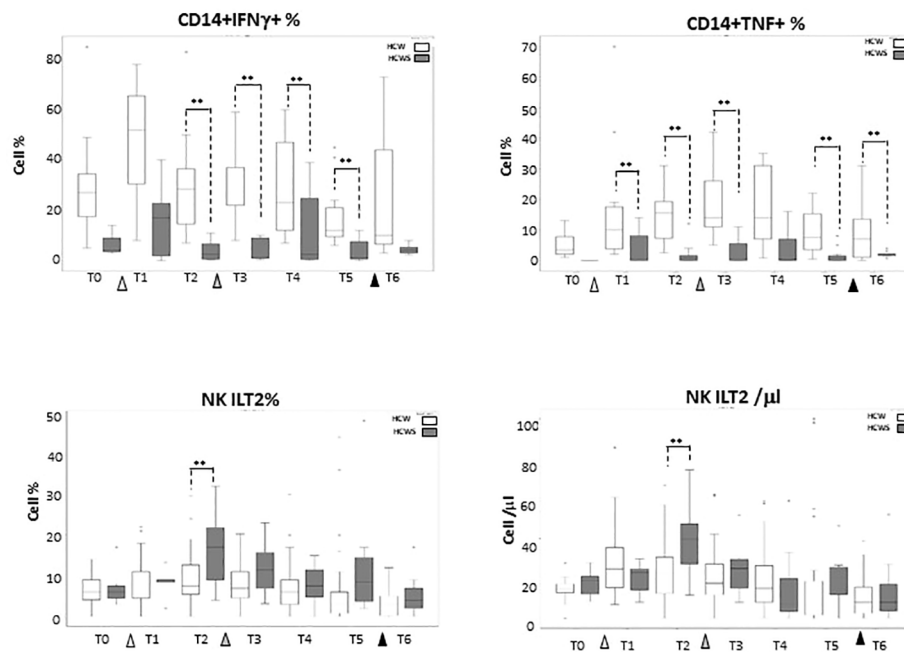 CD14+IFNγ+ %
HCW
HCWS
Cell %
80
60
40
20
0
**
**
**
**
T0 T1 T2 T3 T4 T5 T6
CD14+TNF+ %
HCW
HCWS
Cell %
70
60
50
40
30
20
10
0
**
**
**
**
**
T0 T1 T2 T3 T4 T5 T6
NK ILT2%
HCW
HCWS
Cell %
50
40
30
20
10
0
**
T0 T1 T2 T3 T4 T5 T6
NK ILT2 /μl
HCW
HCWS
Cell /μl
100
80
60
40
20
0
**
T0 T1 T2 T3 T4 T5 T6